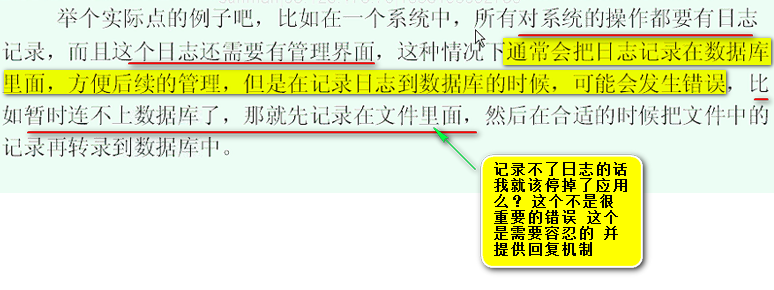 举个实际点的例子吧，比如在一个系统中，所有对系统的操作都要有日志
记录，而且这个日志还需要有管理界面，这种情况下通常会把日志记录在数据库
里面，方便后续的管理，但是在记录日志到数据库的时候，可能会发生错误，比
如暂时连不上数据库了，那就先记录在文件里面，然后在合适的时候把文件中的
记录再转录到数据库中。
记录不了日志的话
我就该停掉了应用
么？ 这个不是很
重要的错误 这个
是需要容忍的 并
提供回复机制